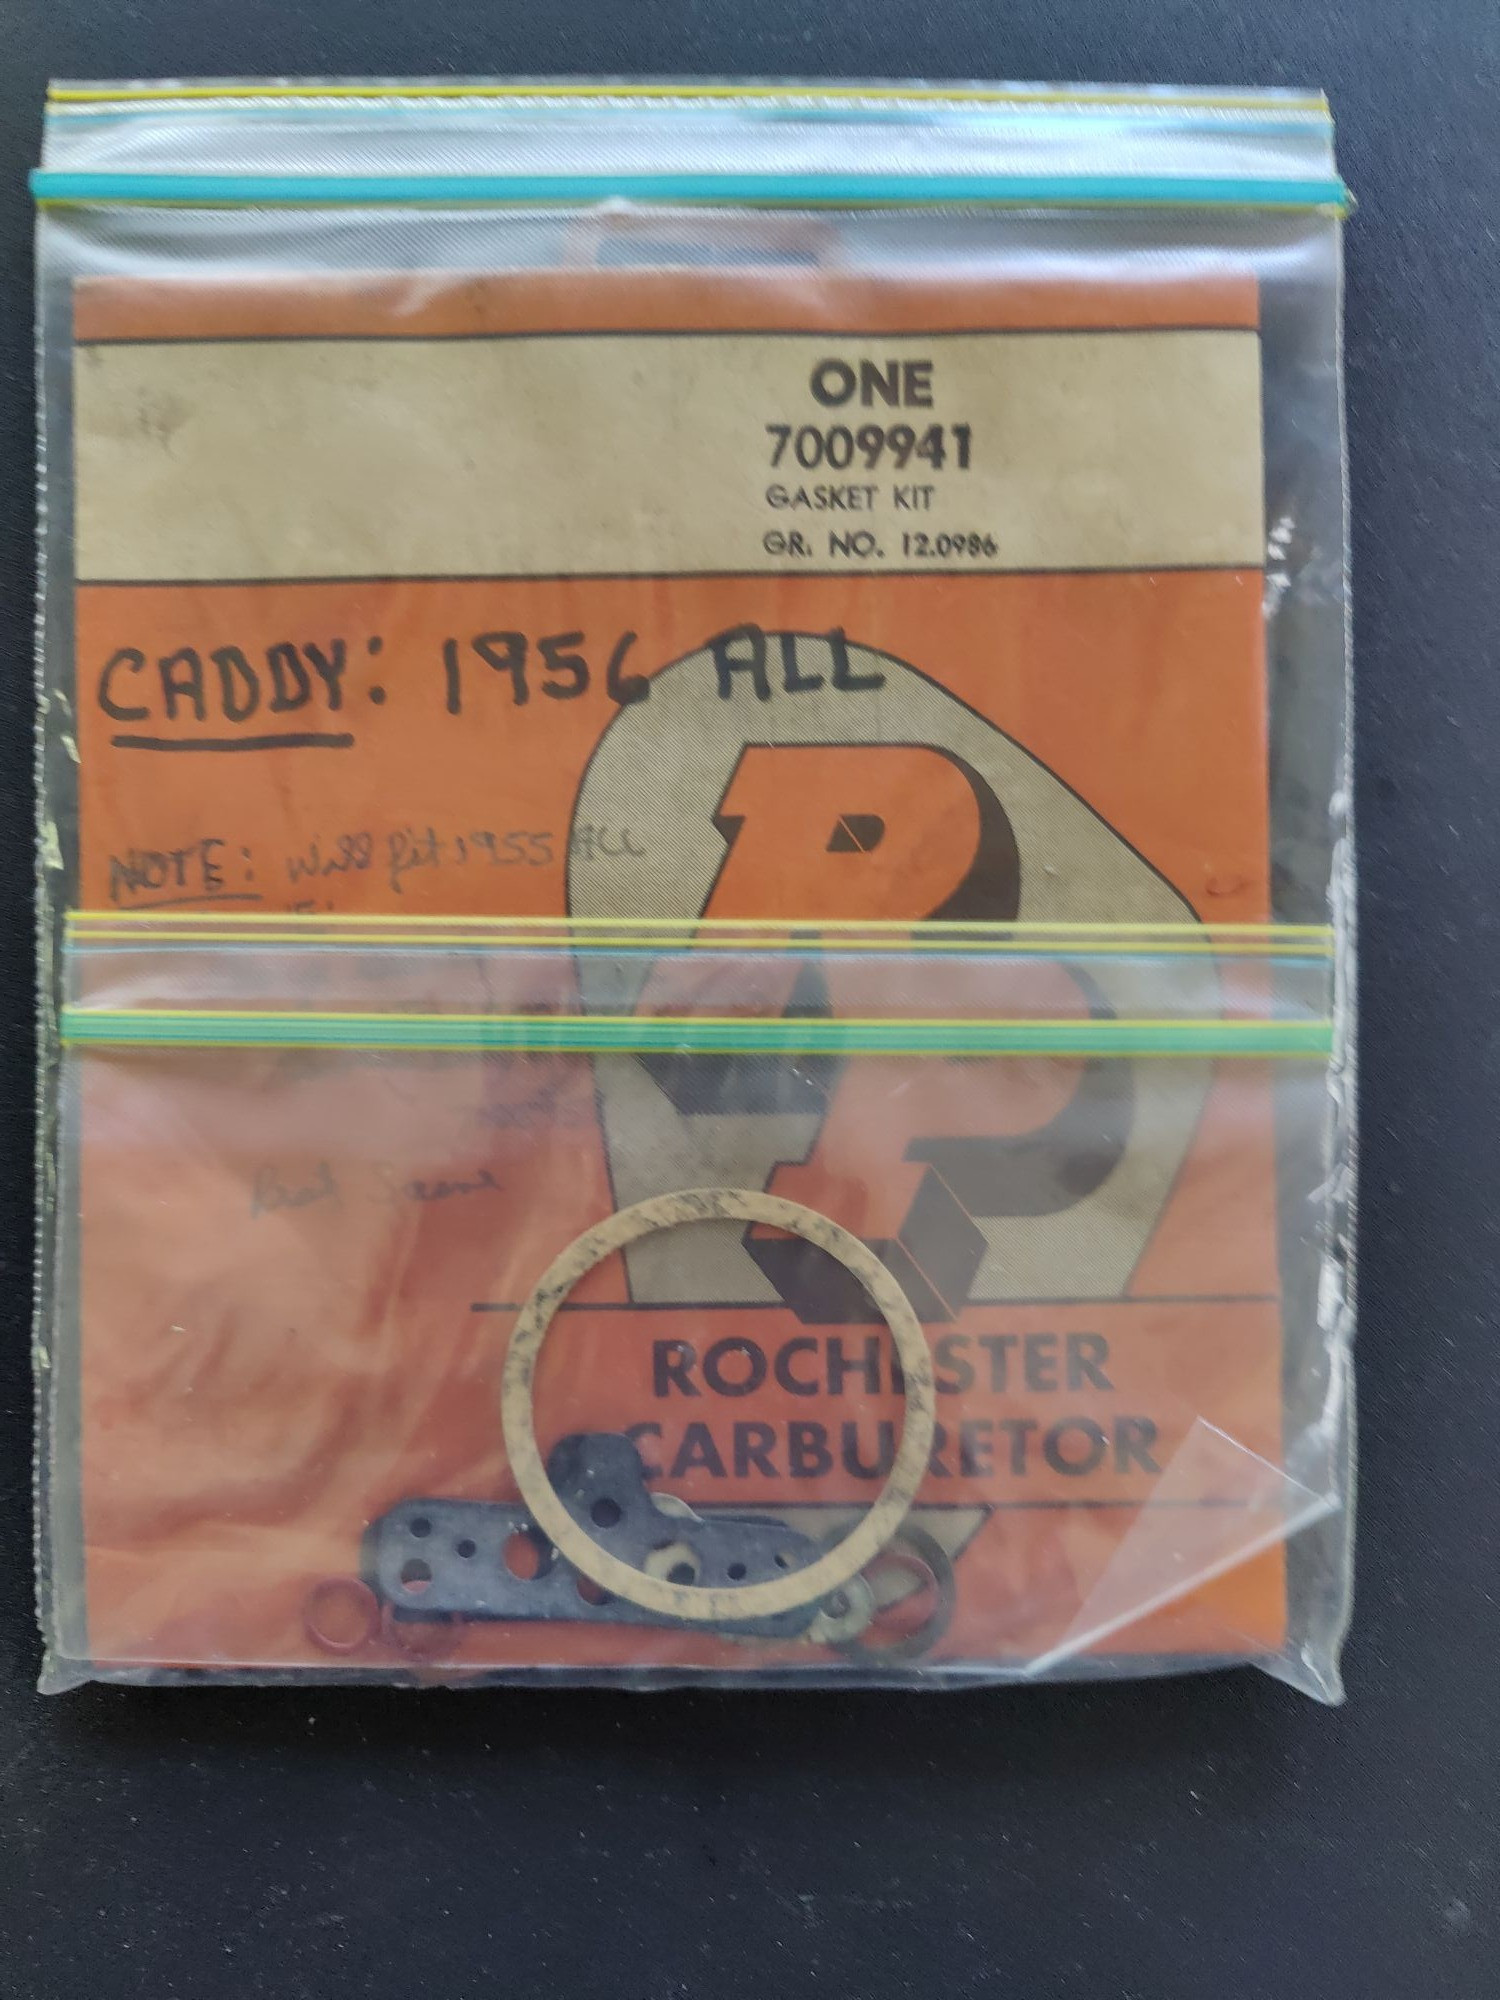 ONE
7009941
GASKET KIT
GR. NO. 12.0986
CADDY: 1956 ALL
NOTE: Will fit 1955 ALL
R
P
ROCHESTER
CARBURETOR